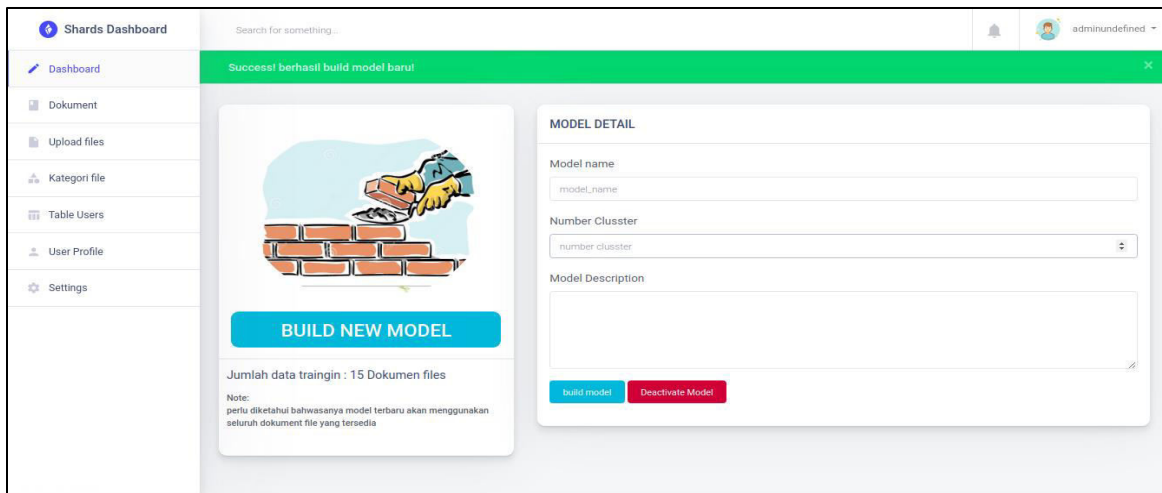 Shards Dashboard
Search for something...
adminundefined
Success! berhasil build model baru!
×
Dashboard
Dokument
Upload files
Kategori file
Table Users
User Profile
Settings
BUILD NEW MODEL
Jumlah data traingin : 15 Dokumen files
Note:
perlu diketahui bahwasanya model terbaru akan menggunakan
seluruh dokument file yang tersedia
MODEL DETAIL
Model name
model_name
Number Clusster
number clusster
Model Description
build model
Deactivate Model